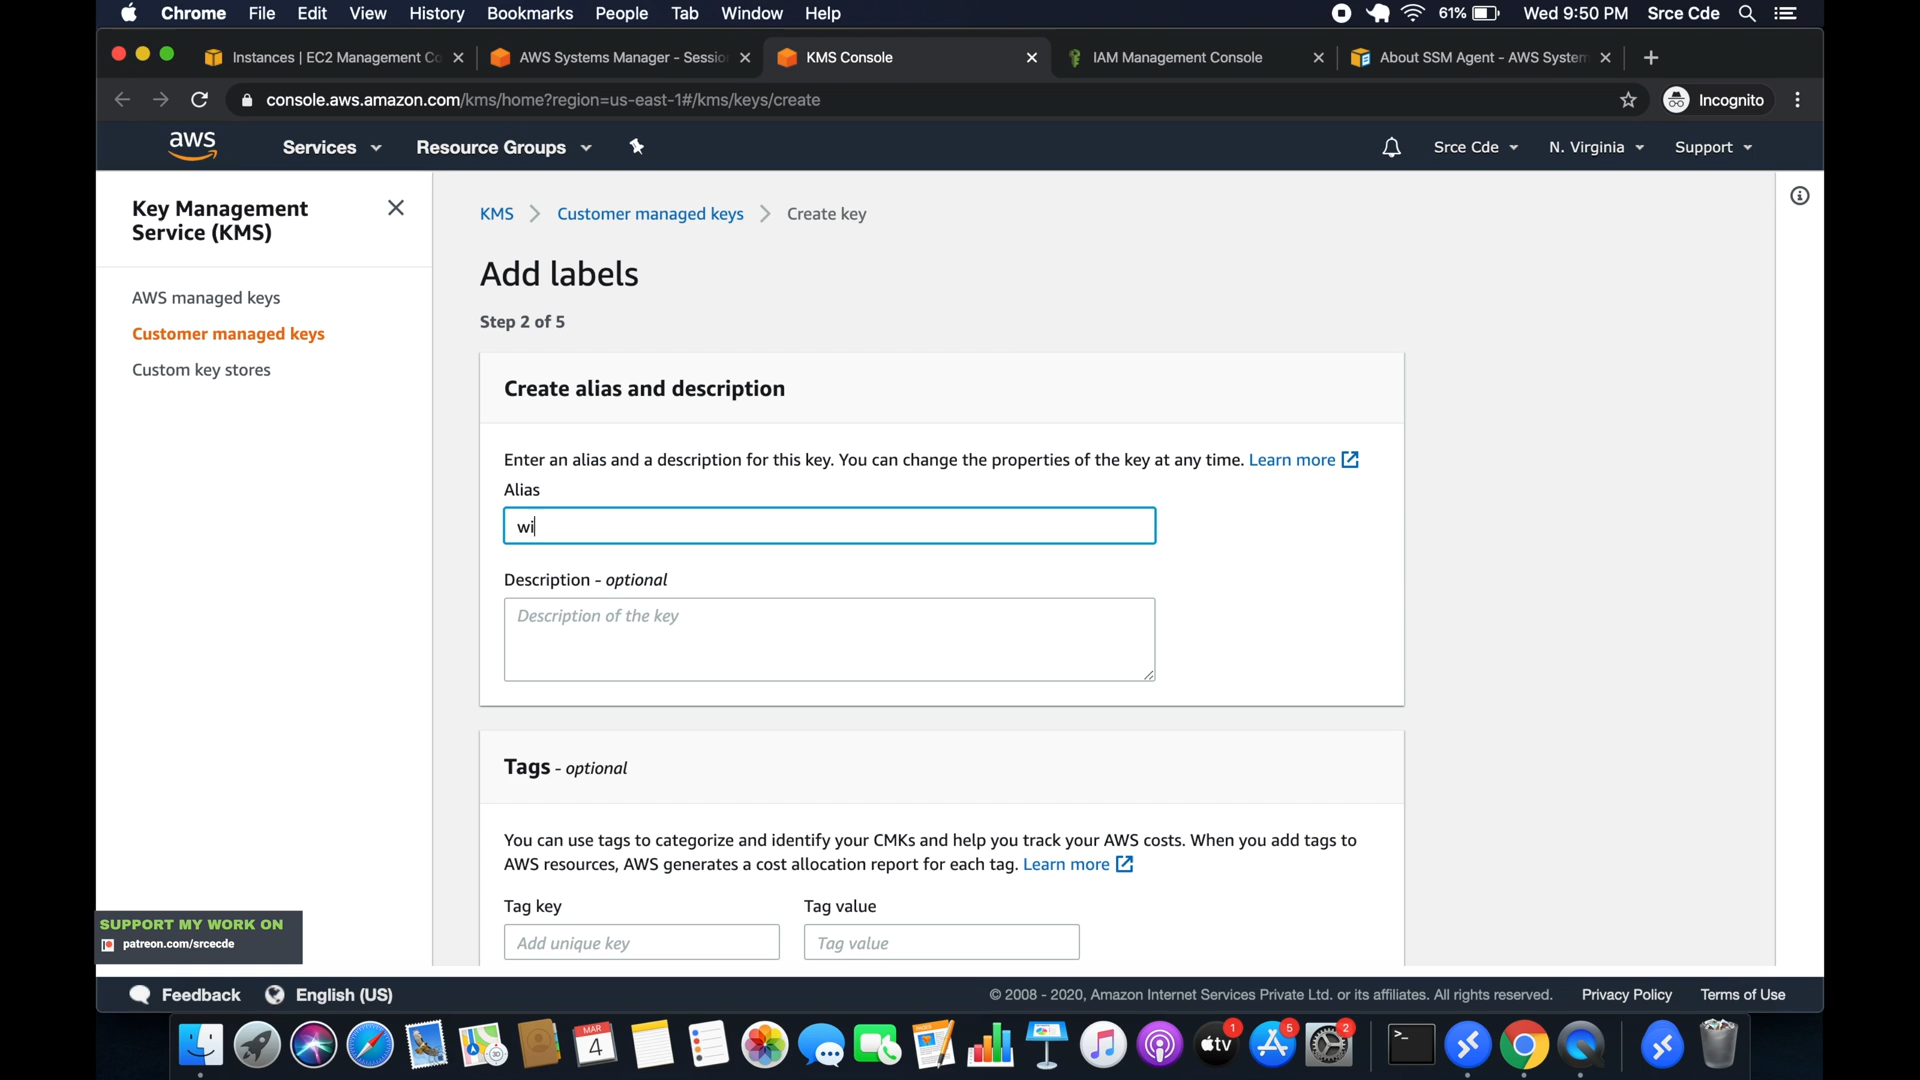 Chrome File Edit View History Bookmarks People Tab Window Help 61% Wed 9:50 PM Srce Cde
Instances | EC2 Management Co
AWS Systems Manager - Sessio
KMS Console
IAM Management Console
About SSM Agent - AWS System
console.aws.amazon.com/kms/home?region=us-east-1#/kms/keys/create
Incognito
aws Services Resource Groups Srce Cde N. Virginia Support
Key Management
Service (KMS)
AWS managed keys
Customer managed keys
Custom key stores
KMS Customer managed keys Create key
Add labels
Step 2 of 5
Create alias and description
Enter an alias and a description for this key. You can change the properties of the key at any time. Learn more
Alias
wi
Description - optional
Description of the key
Tags - optional
You can use tags to categorize and identify your CMKs and help you track your AWS costs. When you add tags to
AWS resources, AWS generates a cost allocation report for each tag. Learn more
Tag key Tag value
Add unique key Tag value
SUPPORT MY WORK ON
patreon.com/srcecde
Feedback English (US) © 2008 - 2020, Amazon Internet Services Private Ltd. or its affiliates. All rights reserved. Privacy Policy Terms of Use
MAR
4
3D
PAGES
tv
1
5
2
>_